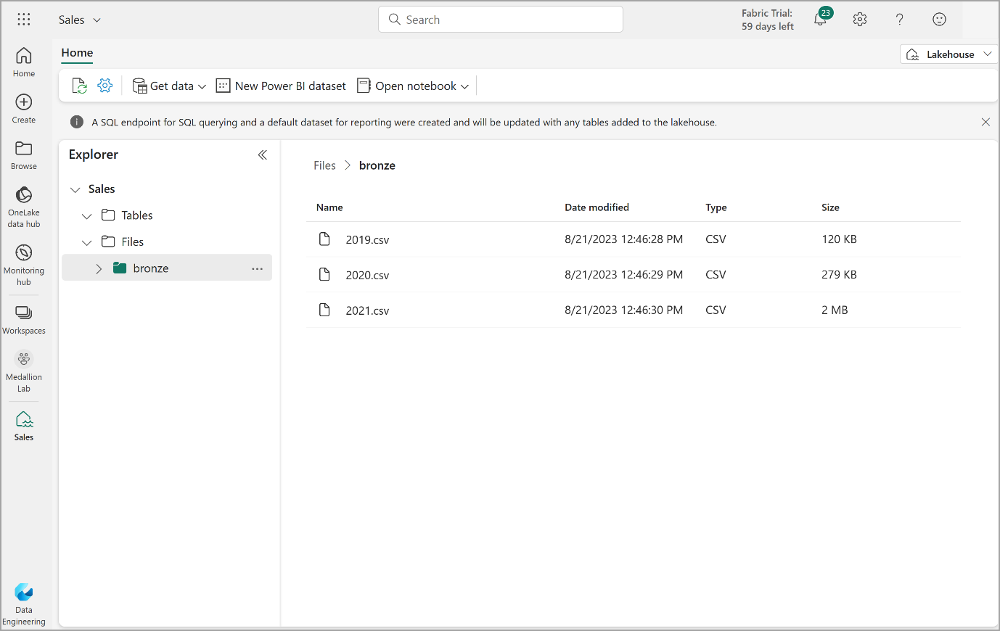 Sales
Search
Fabric Trial:
59 days left
23
Home
Lakehouse
Get data
New Power BI dataset
Open notebook
A SQL endpoint for SQL querying and a default dataset for reporting were created and will be updated with any tables added to the lakehouse.
Home
Create
Browse
OneLake
data hub
Monitoring
hub
Workspaces
Medallion
Lab
Sales
Data
Engineering
Explorer
Sales
Tables
Files
bronze
Files > bronze
Name Date modified Type Size
2019.csv 8/21/2023 12:46:28 PM CSV 120 KB
2020.csv 8/21/2023 12:46:29 PM CSV 279 KB
2021.csv 8/21/2023 12:46:30 PM CSV 2 MB